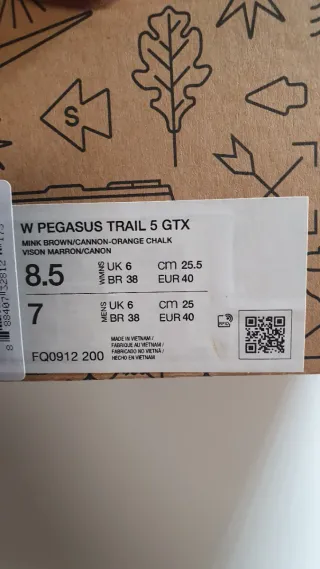 S
W PEGASUS TRAIL 5 GTX
MINK BROWN/CANNON-ORANGE CHALK
VISON MARRON/CANON
8.5 WMNS UK 6 cm 25.5
BR 38 EUR 40
7 MENS UK 6 cm 25
BR 38 EUR 40
FQ0912 200
MADE IN VIETNAM /
FABRIQUÉ AU VIETNAM /
FABRICADO NO VIETNÃ /
HECHO EN VIETNAM